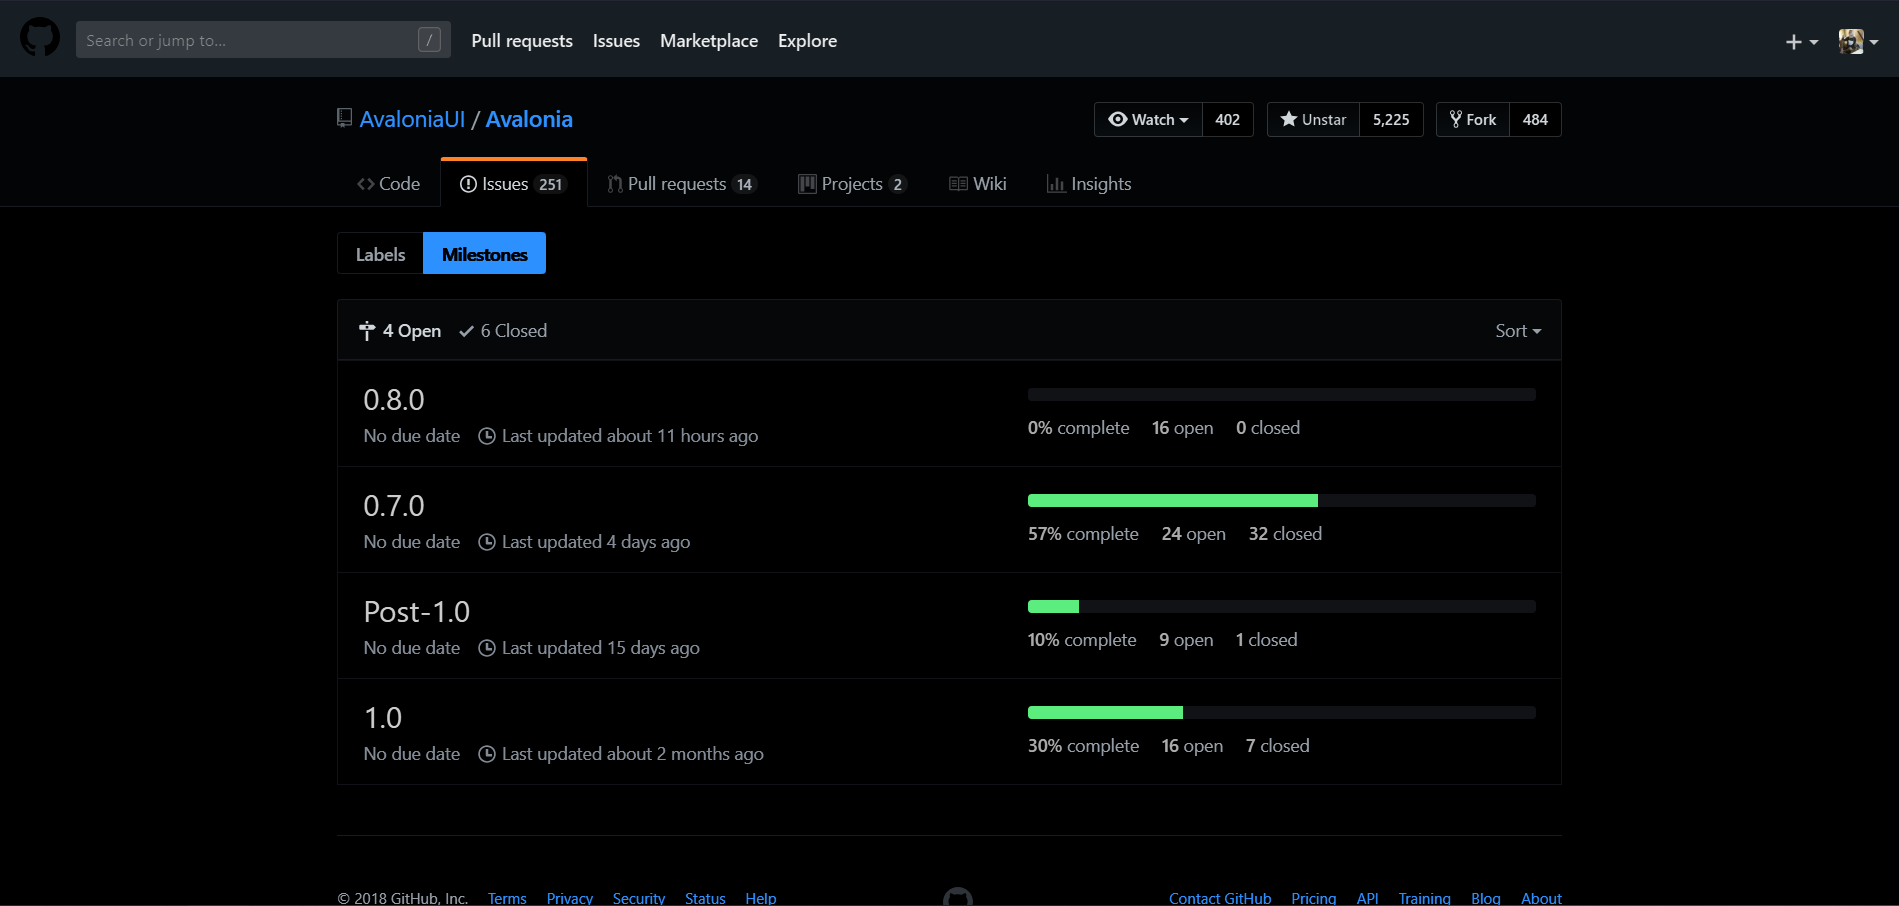 Search or jump to... / Pull requests Issues Marketplace Explore
AvaloniaUI / Avalonia Watch 402 Unstar 5,225 Fork 484
Code Issues 251 Pull requests 14 Projects 2 Wiki Insights
Labels Milestones
4 Open 6 Closed Sort
0.8.0
No due date Last updated about 11 hours ago
0% complete 16 open 0 closed
0.7.0
No due date Last updated 4 days ago
57% complete 24 open 32 closed
Post-1.0
No due date Last updated 15 days ago
10% complete 9 open 1 closed
1.0
No due date Last updated about 2 months ago
30% complete 16 open 7 closed
© 2018 GitHub, Inc. Terms Privacy Security Status Help Contact GitHub Pricing API Training Blog About